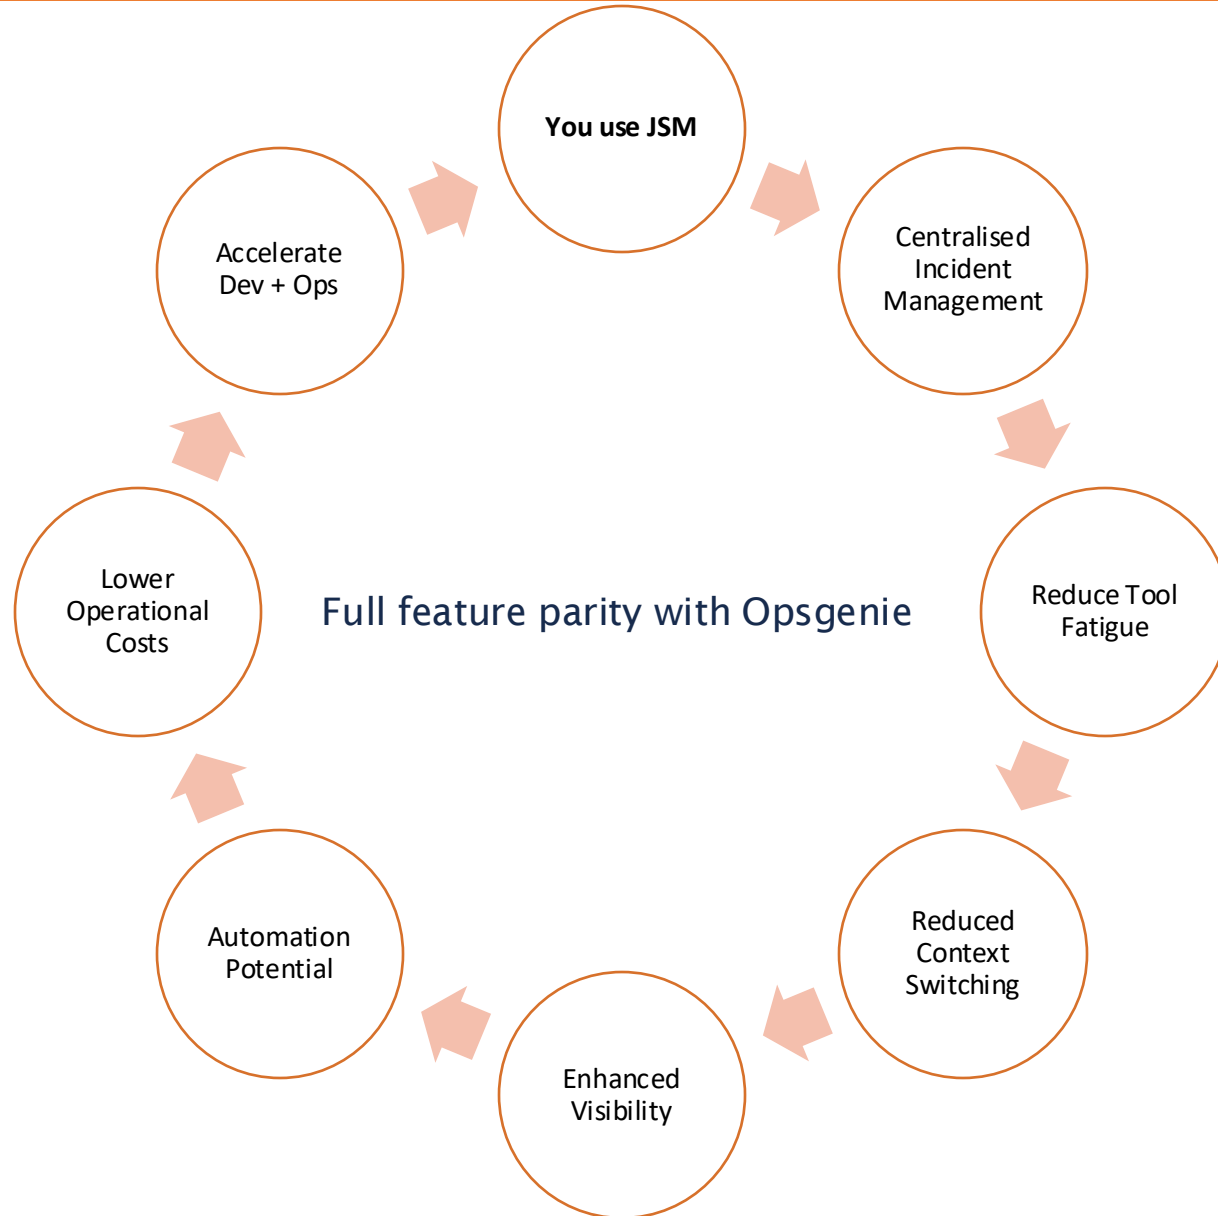 You use JSM
Centralised
Incident
Management
Reduce Tool
Fatigue
Reduced
Context
Switching
Enhanced
Visibility
Automation
Potential
Lower
Operational
Costs
Accelerate
Dev + Ops
Full feature parity with Opsgenie